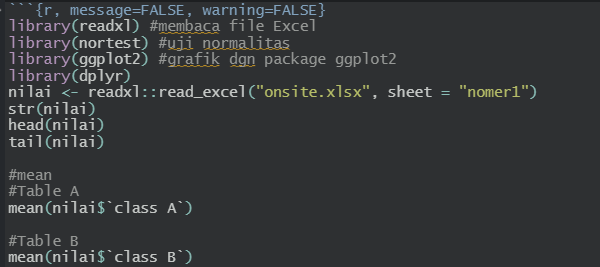 ```{r, message=FALSE, warning=FALSE}
library(readxl) #membaca file Excel
library(nortest) #uji normalitas
library(ggplot2) #grafik dgn package ggplot2
library(dplyr)
nilai <- readxl::read_excel("onsite.xlsx", sheet = "nomer1")
str(nilai)
head(nilai)
tail(nilai)
#mean
#Table A
mean(nilai$`class A`)
#Table B
mean(nilai$`class B`)